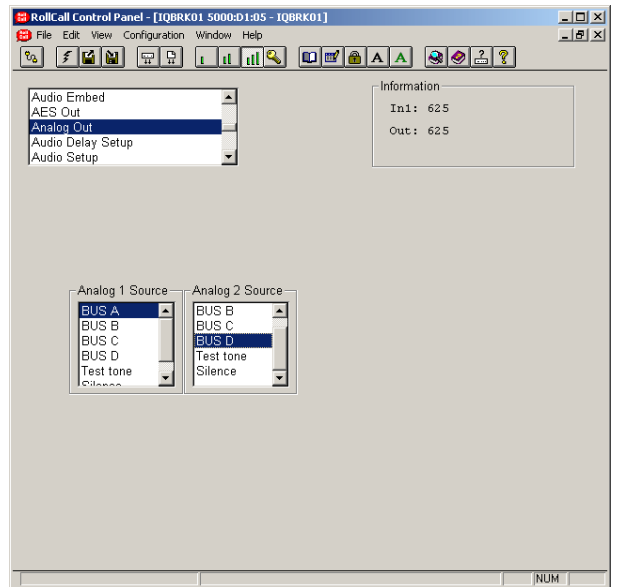 RollCall Control Panel - [IQBRK01 5000:D1:05 - IQBRK01]
File Edit View Configuration Window Help
Audio Embed
AES Out
Analog Out
Audio Delay Setup
Audio Setup
Information
In1: 625
Out: 625
Analog 1 Source
BUS A
BUS B
BUS C
BUS D
Test tone
Silence
Analog 2 Source
BUS B
BUS C
BUS D
Test tone
Silence
NUM